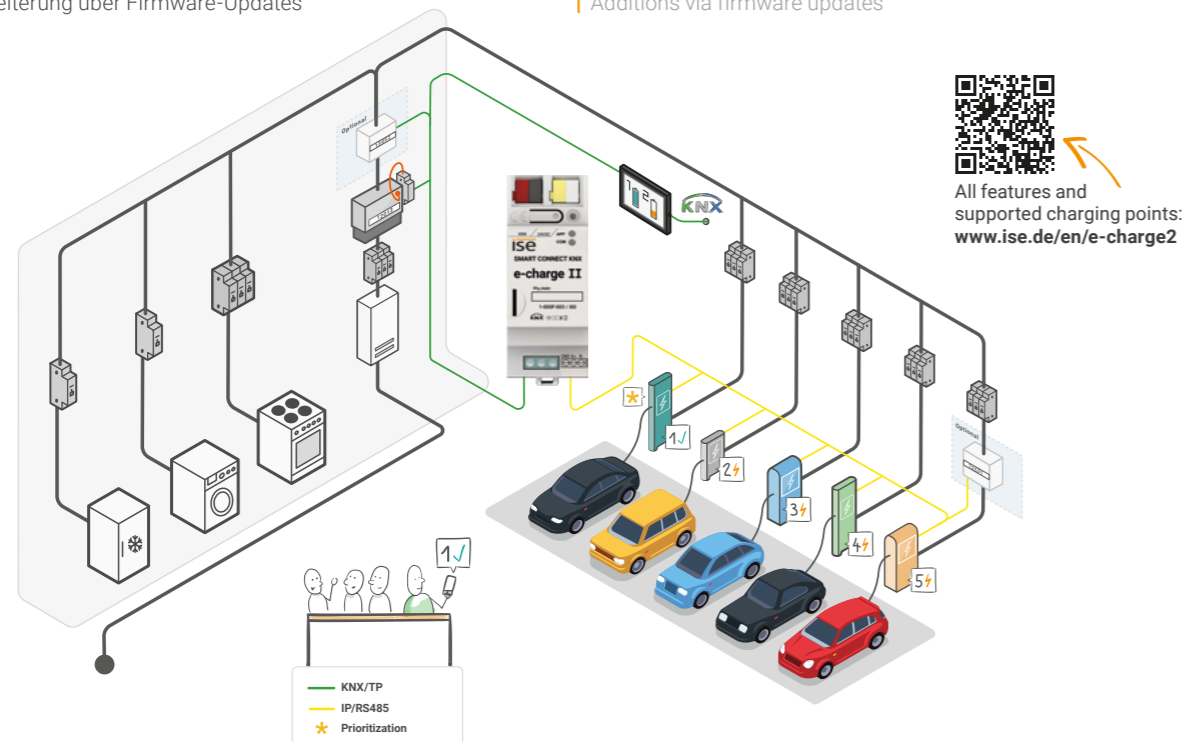 eiterung über Firmware-Updates
Additions via firmware updates
Optional
KNX
All features and
supported charging points:
www.ise.de/en/e-charge2
ise
SMART CONNECT KNX
e-charge II
KNX
Optional
1✓
2
3
4
5
1✓
KNX/TP
IP/RS485
Prioritization